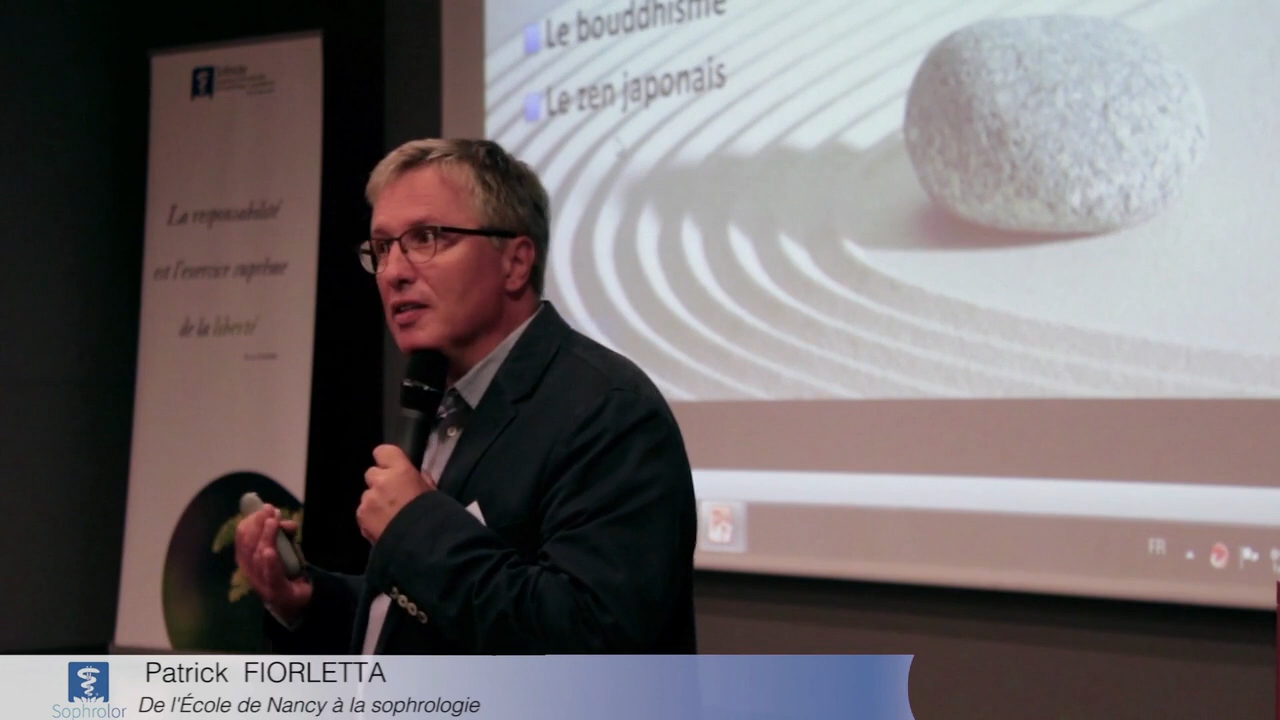 Le bouddhisme
Le zen japonais
La responsabilité
est l'exercice suprême
de la liberté
FR
Patrick FIORLETTA
De l'École de Nancy à la sophrologie
Sophrolor